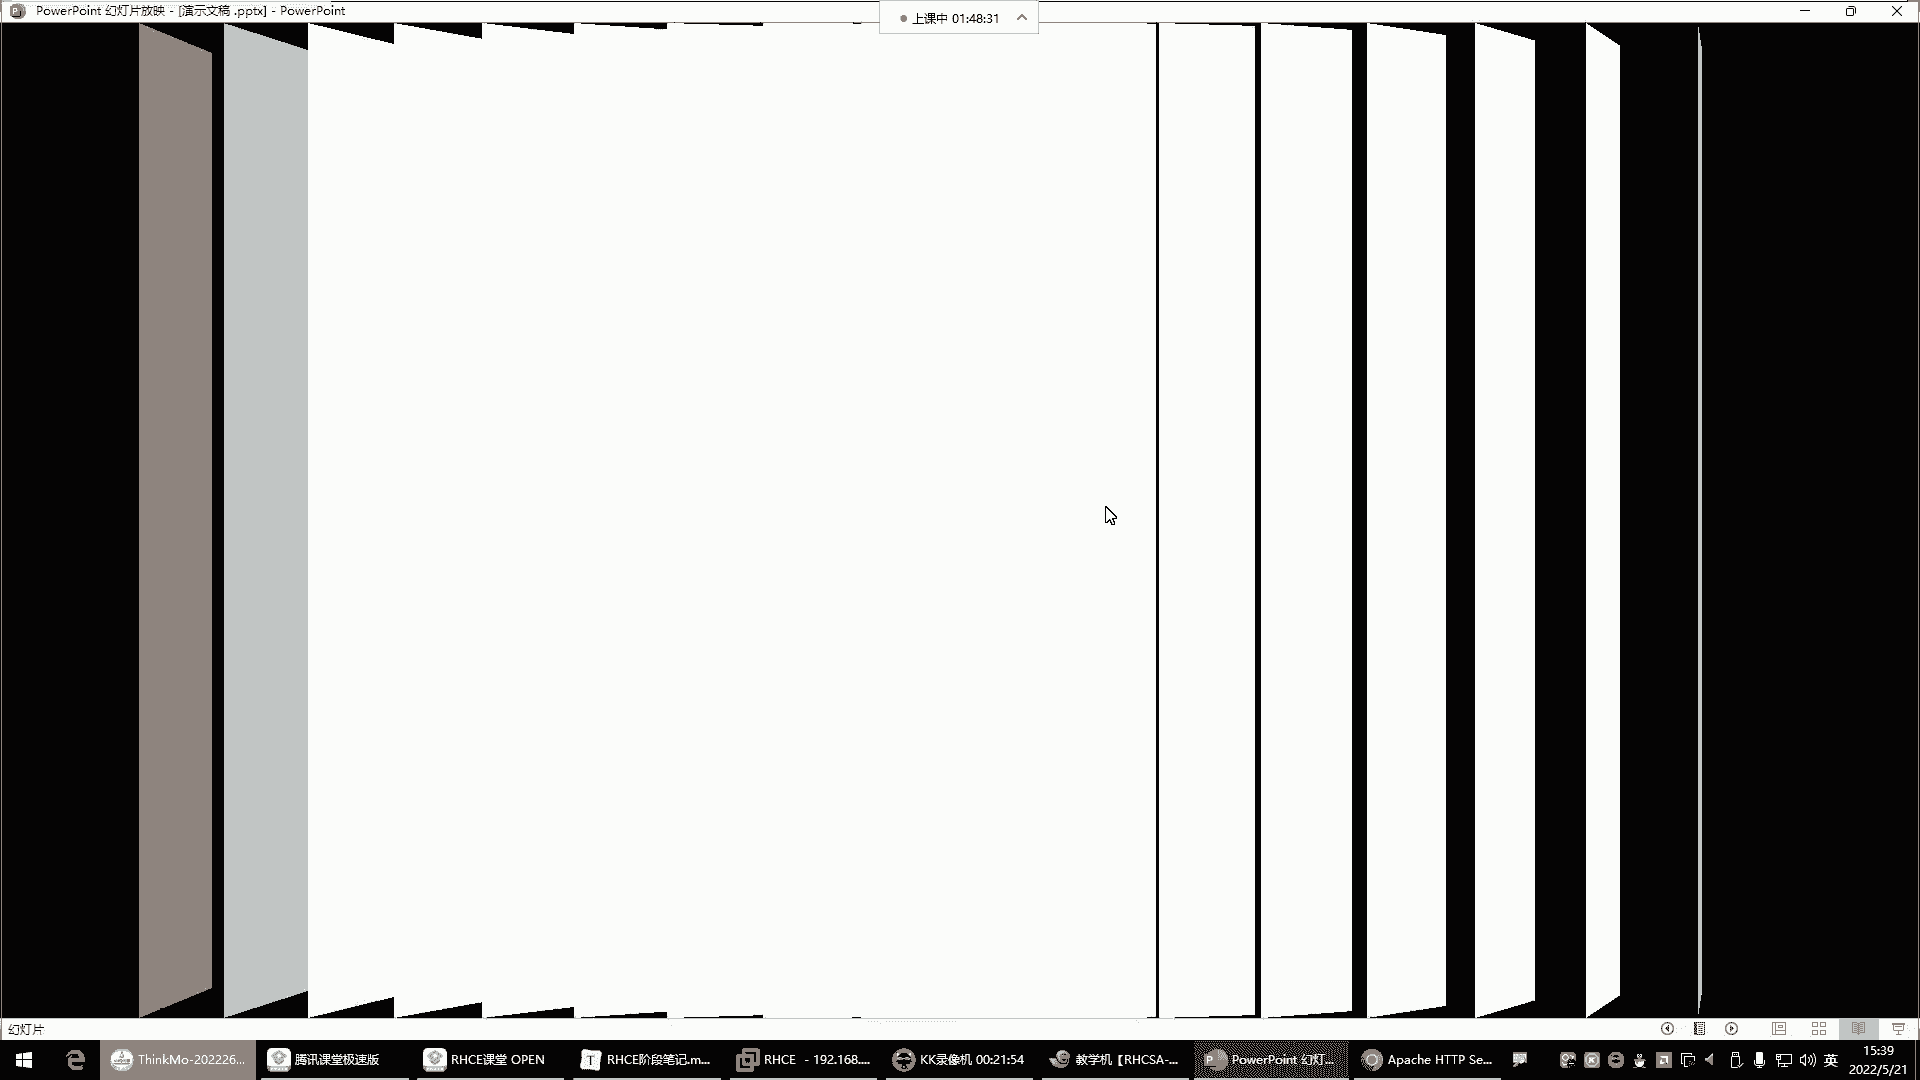 PowerPoint 幻灯片放映 - [演示文稿 .pptx] - PowerPoint
上课中 01:48:31
幻灯片
ThinkMo-202226...
腾讯课堂极速版
RHCE课堂 OPEN
RHCE阶段笔记.m...
RHCE - 192.168....
KK录像机 00:21:54
教学机【RHCSA-...
PowerPoint 幻灯...
Apache HTTP Se...
英
15:39
2022/5/21